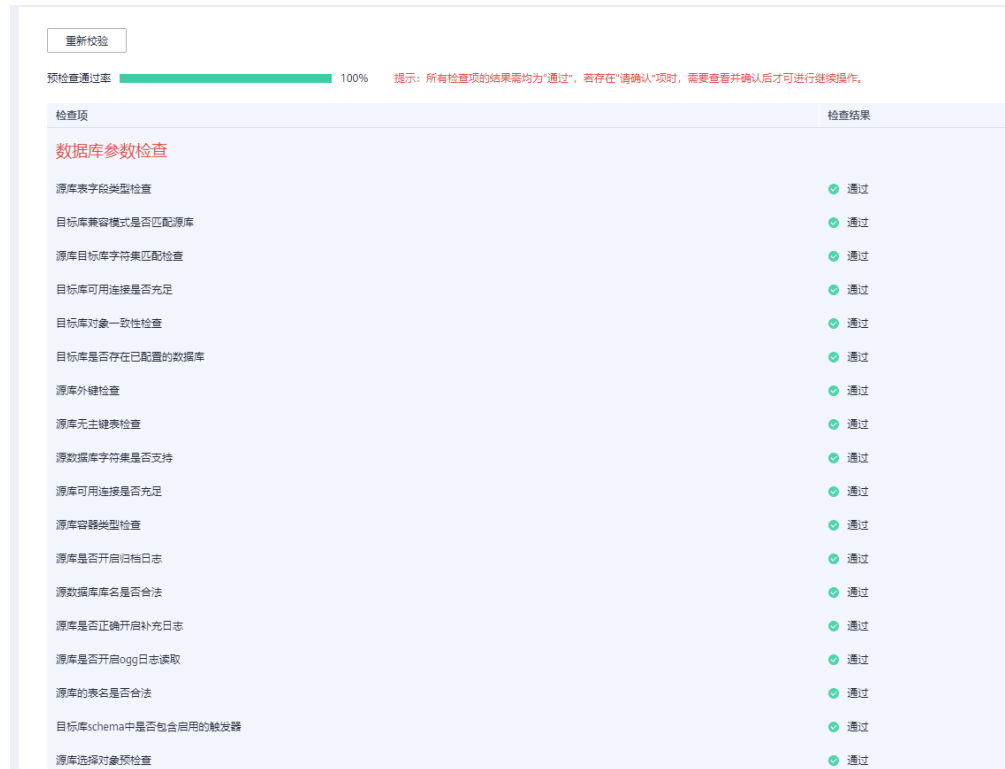 重新校验
预检查通过率 100% 提示：所有检查项的结果需均为“通过”，若存在“请确认”项时，需要查看并确认后才可进行继续操作。
检查项 检查结果
数据库参数检查
源库表字段类型检查 通过
目标库兼容模式是否匹配源库 通过
源库目标库字符集匹配检查 通过
目标库可用连接是否充足 通过
目标库对象一致性检查 通过
目标库是否存在已配置的数据库 通过
源库外键检查 通过
源库无主键表检查 通过
源数据库字符集是否支持 通过
源库可用连接是否充足 通过
源库容器类型检查 通过
源库是否开启归档日志 通过
源数据库库名是否合法 通过
源库是否正确开启补充日志 通过
源库是否开启ogg日志读取 通过
源库的表名是否合法 通过
目标库schema中是否包含启用的触发器 通过
源库选择对象预检查 通过